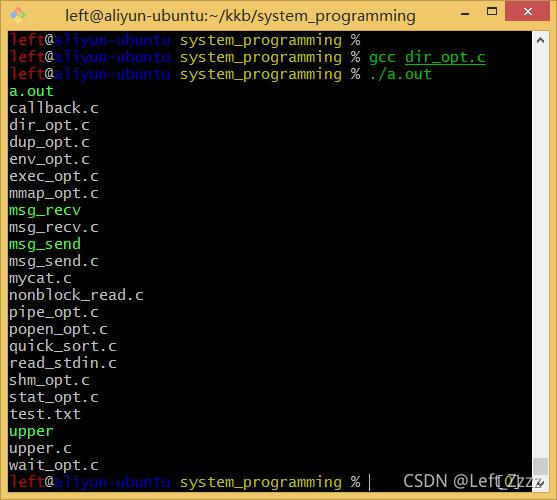 left@aliyun-ubuntu:~/kkb/system_programming
left@aliyun-ubuntu system_programming %
left@aliyun-ubuntu system_programming % gcc dir_opt.c
left@aliyun-ubuntu system_programming % ./a.out
a.out
callback.c
dir_opt.c
dup_opt.c
env_opt.c
exec_opt.c
mmap_opt.c
msg_recv
msg_recv.c
msg_send
msg_send.c
mycat.c
nonblock_read.c
pipe_opt.c
popen_opt.c
quick_sort.c
read_stdin.c
shm_opt.c
stat_opt.c
test.txt
upper
upper.c
wait_opt.c
left@aliyun-ubuntu system_programming %
CSDN @Left_Zzzz